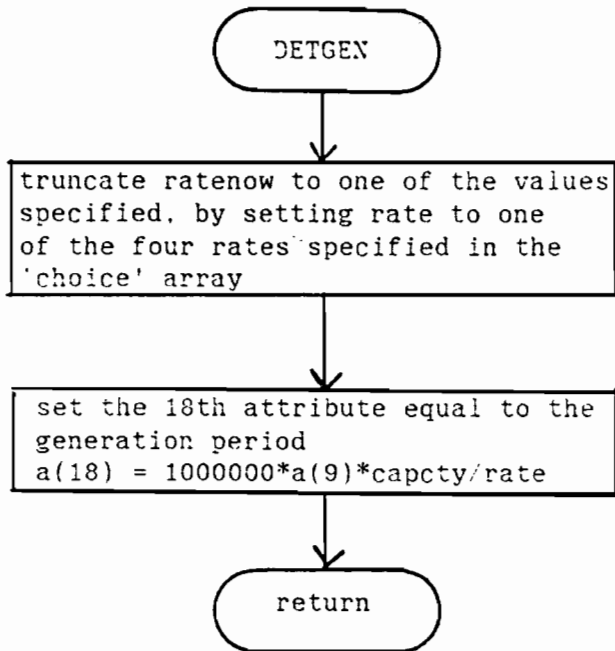 DETGEN
truncate ratenow to one of the values
specified, by setting rate to one
of the four rates specified in the
'choice' array
set the 18th attribute equal to the
generation period
a(18) = 1000000*a(9)*capcty/rate
return